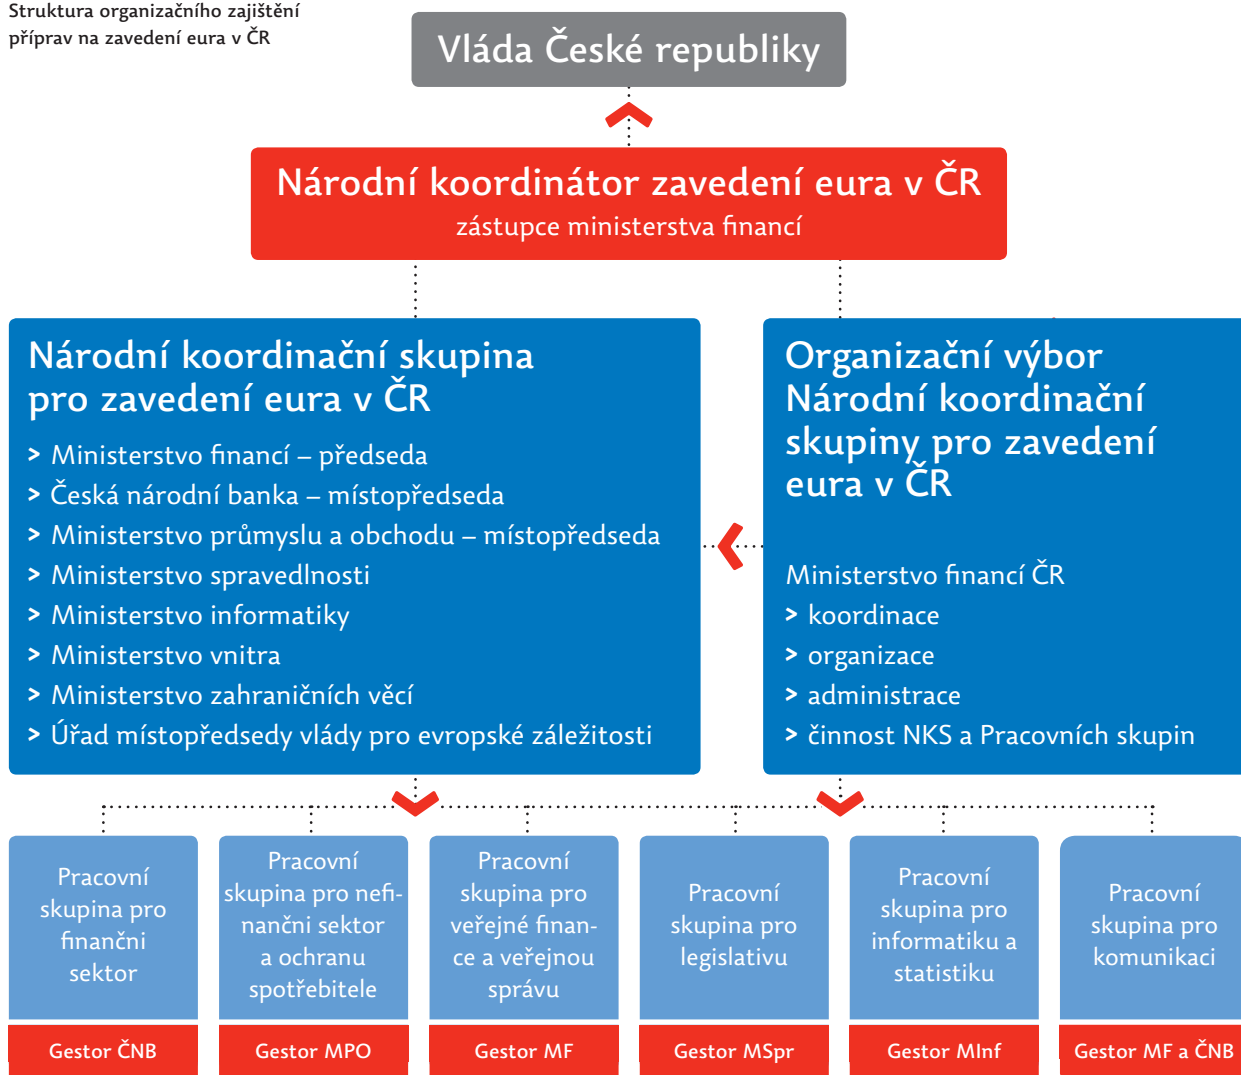 Struktura organizačního zajištění
příprav na zavedení eura v ČR
Vláda České republiky
Národní koordinátor zavedení eura v ČR
zástupce ministerstva financí
Národní koordinační skupina
pro zavedení eura v ČR
> Ministerstvo financí – předseda
> Česká národní banka – místopředseda
> Ministerstvo průmyslu a obchodu – místopředseda
> Ministerstvo spravedlnosti
> Ministerstvo informatiky
> Ministerstvo vnitra
> Ministerstvo zahraničních věcí
> Úřad místopředsedy vlády pro evropské záležitosti
Organizační výbor
Národní koordinační
skupiny pro zavedení
eura v ČR
Ministerstvo financí ČR
> koordinace
> organizace
> administrace
> činnost NKS a Pracovních skupin
Pracovní
skupina pro
finančni
sektor
Gestor ČNB
Pracovní
skupina pro nefi-
nančni sektor
a ochranu
spotřebitele
Gestor MPO
Pracovní
skupina pro
veřejné finan-
ce a veřejnou
správu
Gestor MF
Pracovní
skupina pro
legislativu
Gestor MSpr
Pracovní
skupina pro
informatiku a
statistiku
Gestor MInf
Pracovní
skupina pro
komunikaci
Gestor MF a ČNB